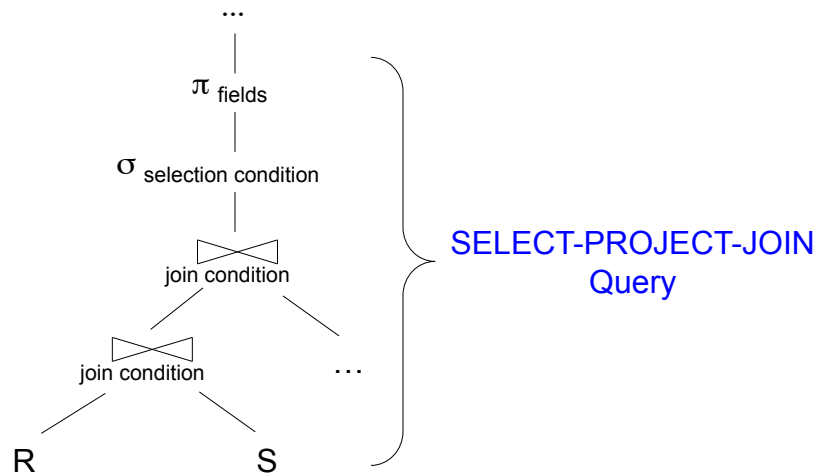 ...
π fields
σ selection condition
join condition
SELECT-PROJECT-JOIN
Query
join condition
...
R
S